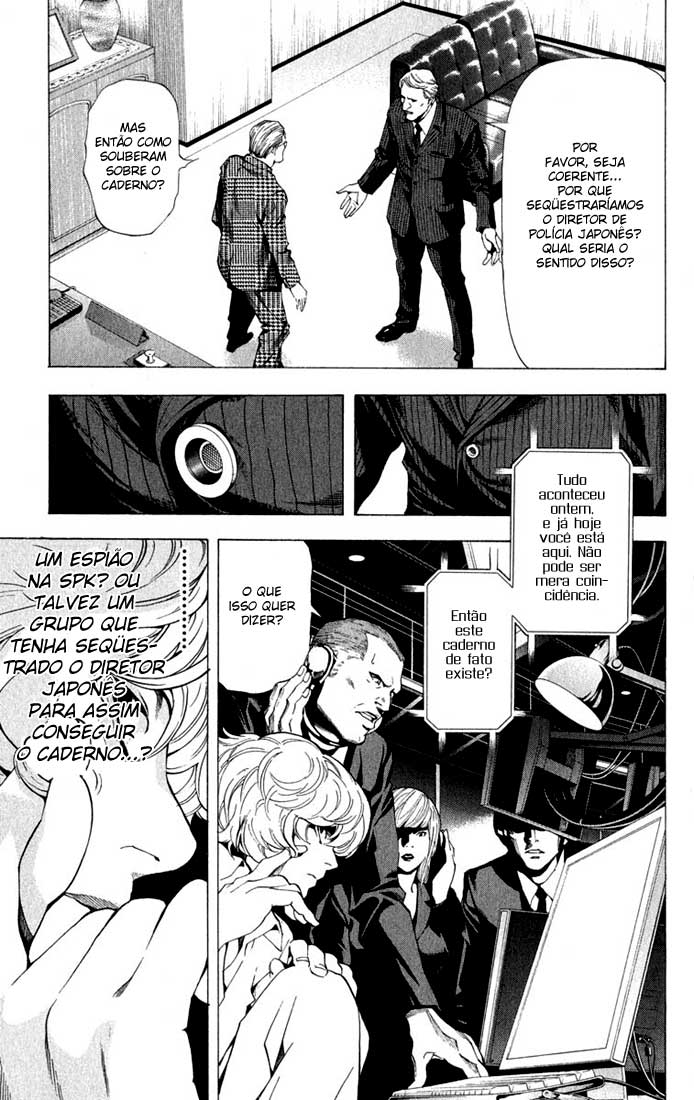 POR
FAVOR, SEJA
COERENTE...
POR QUE
SEQÜESTRARÍAMOS
O DIRETOR DE
POLÍCIA JAPONÊS?
QUAL SERIA O
SENTIDO DISSO?
MAS
ENTÃO COMO
SOUBERAM
SOBRE O
CADERNO?
Tudo
aconteceu
ontem,
e já hoje
você está
aqui. Não
pode ser
mera coin-
cidência.
Então
este
caderno
de fato
existe?
O QUE
ISSO QUER
DIZER?
UM ESPIÃO
NA SPK? OU
TALVEZ UM
GRUPO QUE
TENHA SEQÜES-
TRADO O DIRETOR
JAPONÊS
PARA ASSIM
CONSEGUIR
O CADERNO...?